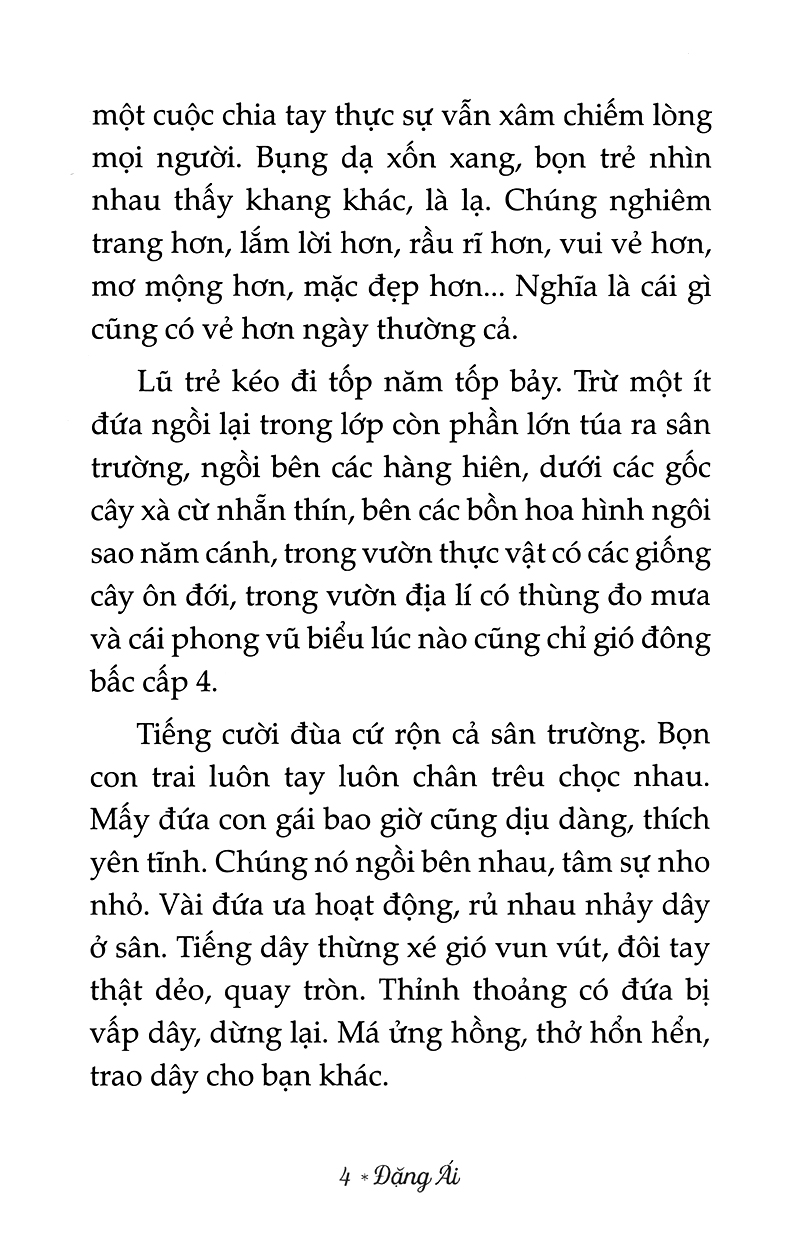 một cuộc chia tay thực sự vẫn xâm chiếm lòng
mọi người. Bụng dạ xốn xang, bọn trẻ nhìn
nhau thấy khang khác, là lạ. Chúng nghiêm
trang hơn, lắm lời hơn, rầu rĩ hơn, vui vẻ hơn,
mơ mộng hơn, mặc đẹp hơn... Nghĩa là cái gì
cũng có vẻ hơn ngày thường cả.
Lũ trẻ kéo đi tốp năm tốp bảy. Trừ một ít
đứa ngồi lại trong lớp còn phần lớn túa ra sân
trường, ngồi bên các hàng hiên, dưới các gốc
cây xà cừ nhẵn thín, bên các bồn hoa hình ngôi
sao năm cánh, trong vườn thực vật có các giống
cây ôn đới, trong vườn địa lí có thùng đo mưa
và cái phong vũ biểu lúc nào cũng chỉ gió đông
bấc cấp 4.
Tiếng cười đùa cứ rộn cả sân trường. Bọn
con trai luôn tay luôn chân trêu chọc nhau.
Mấy đứa con gái bao giờ cũng dịu dàng, thích
yên tĩnh. Chúng nó ngồi bên nhau, tâm sự nho
nhỏ. Vài đứa ưa hoạt động, rủ nhau nhảy dây
ở sân. Tiếng dây thừng xé gió vun vút, đôi tay
thật dẻo, quay tròn. Thỉnh thoảng có đứa bị
vấp dây, dừng lại. Má ửng hồng, thở hổn hển,
trao dây cho bạn khác.
4 * Đặng Ái